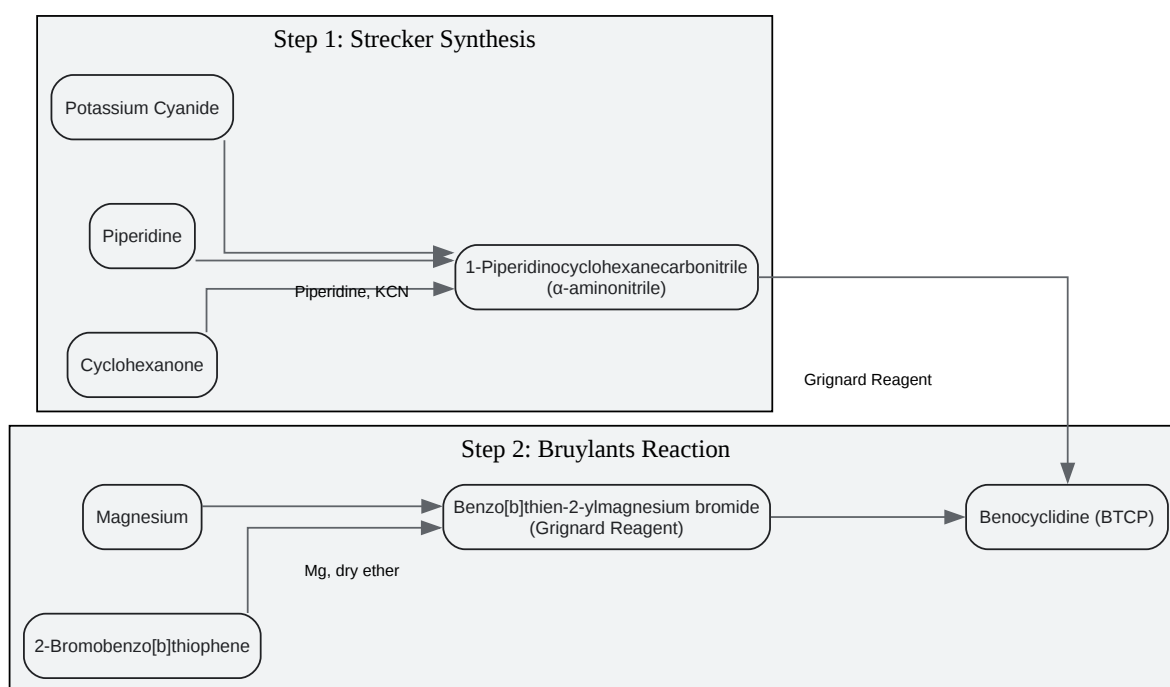 Step 1: Strecker Synthesis
Potassium Cyanide
Piperidine
1-Piperidinocyclohexanecarbonitrile
(α-aminonitrile)
Piperidine, KCN
Cyclohexanone
Grignard Reagent
Step 2: Bruylants Reaction
Magnesium
Benzo[b]thien-2-ylmagnesium bromide
(Grignard Reagent)
Benocyclidine (BTCP)
Mg, dry ether
2-Bromobenzo[b]thiophene